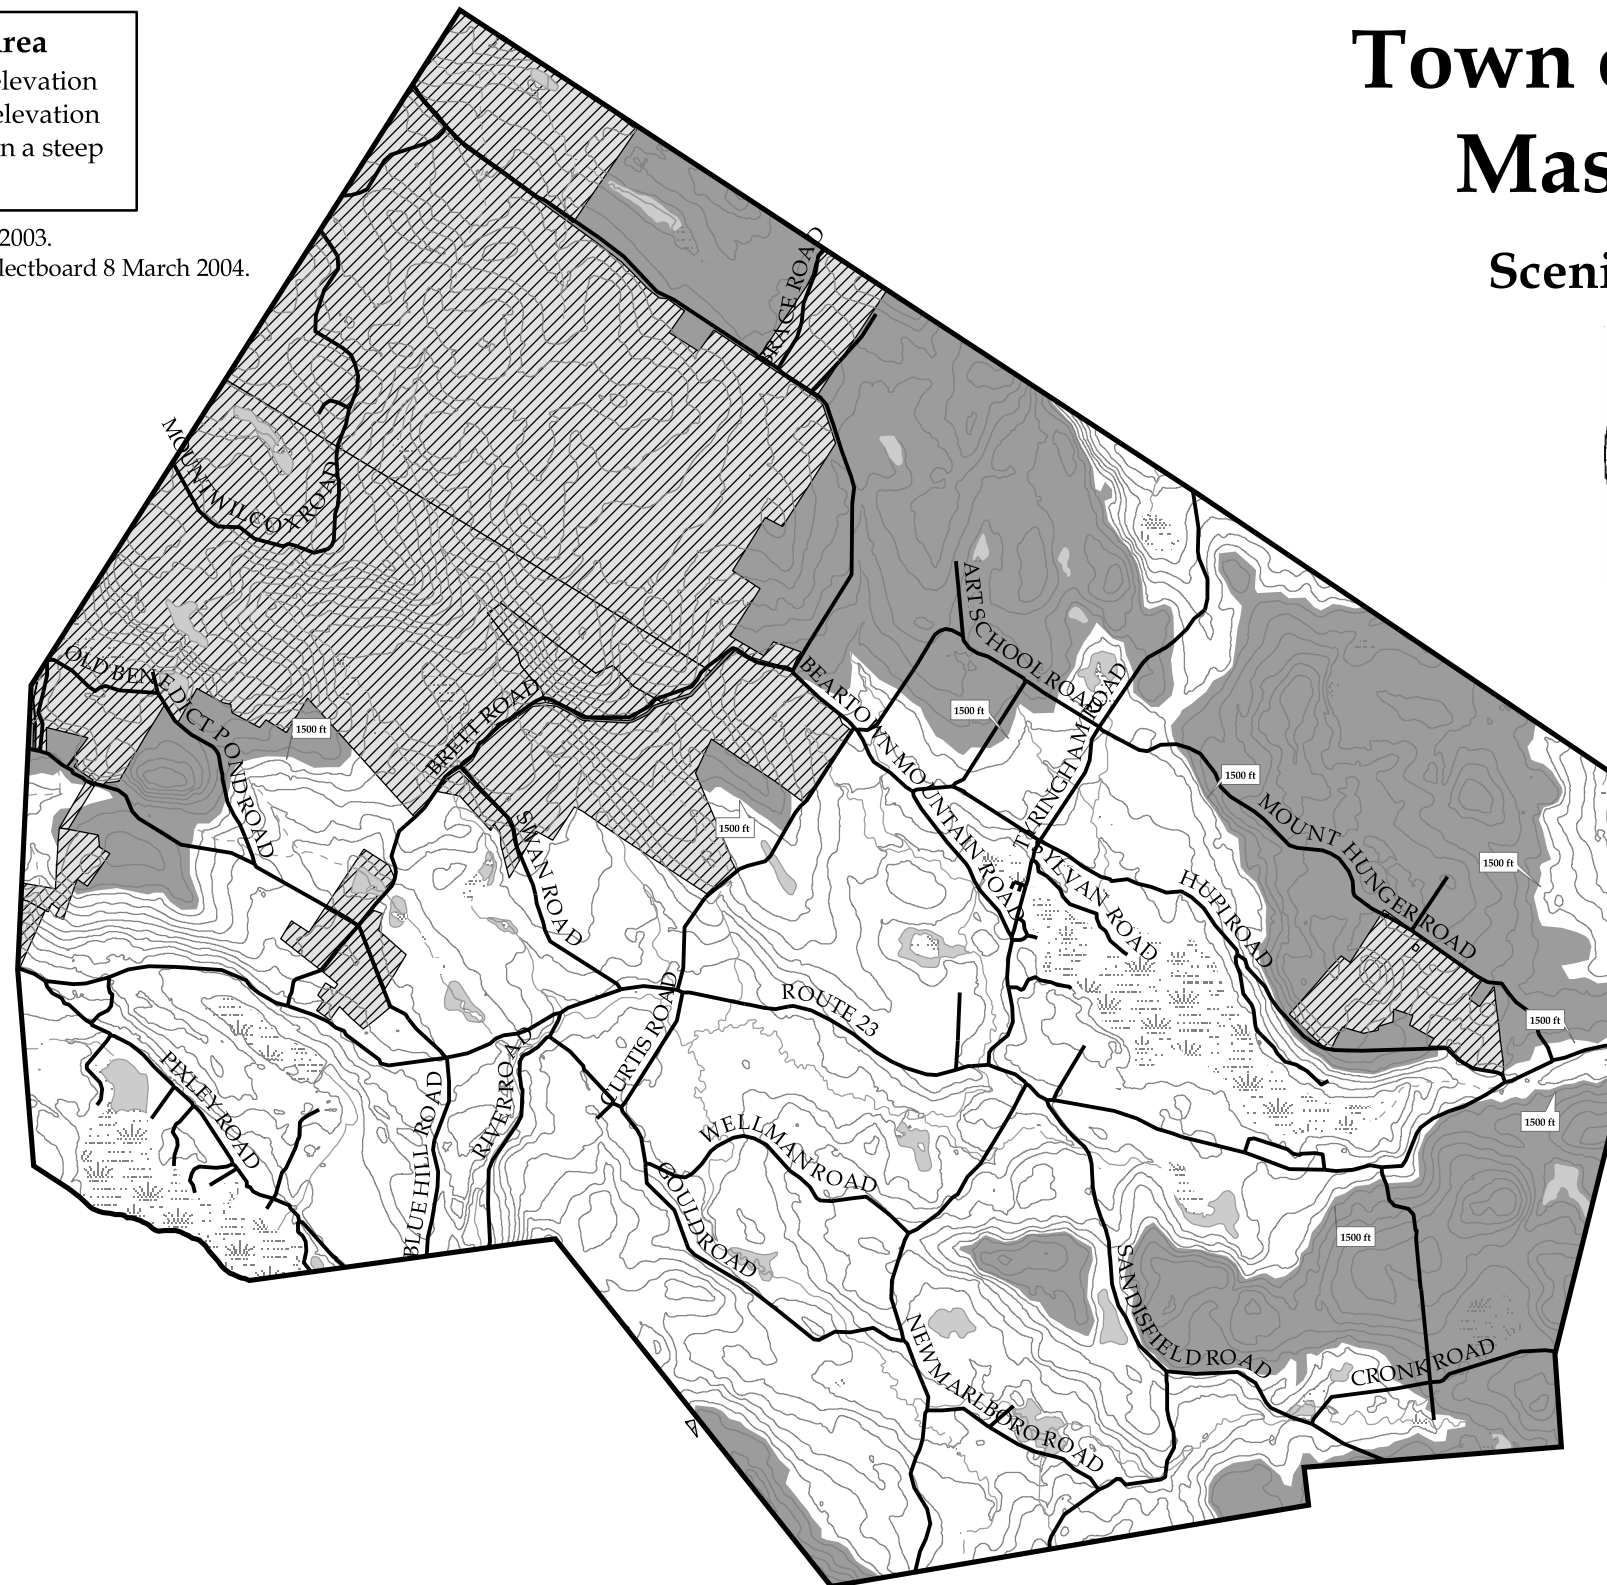 rea
elevation
elevation
n a steep
2003.
lectboard 8 March 2004.
Town
Mas
Sceni
BRACE ROAD
MOUNT WILCOX ROAD
ART SCHOOL ROAD
OLD BENEDICT POND ROAD
BRETT ROAD
BEARTOWN MOUNTAIN ROAD
TYRINGHAM ROAD
1500 ft
1500 ft
1500 ft
1500 ft
1500 ft
MOUNT HUNGER ROAD
SWAN ROAD
SYLVAN ROAD
HUPI ROAD
ROUTE 23
CURTIS ROAD
1500 ft
1500 ft
PIXLEY ROAD
BLUE HILL ROAD
RIVER ROAD
WELLMAN ROAD
GOULD ROAD
1500 ft
SANDISFIELD ROAD
CRONK ROAD
NEW MARLBORO ROAD